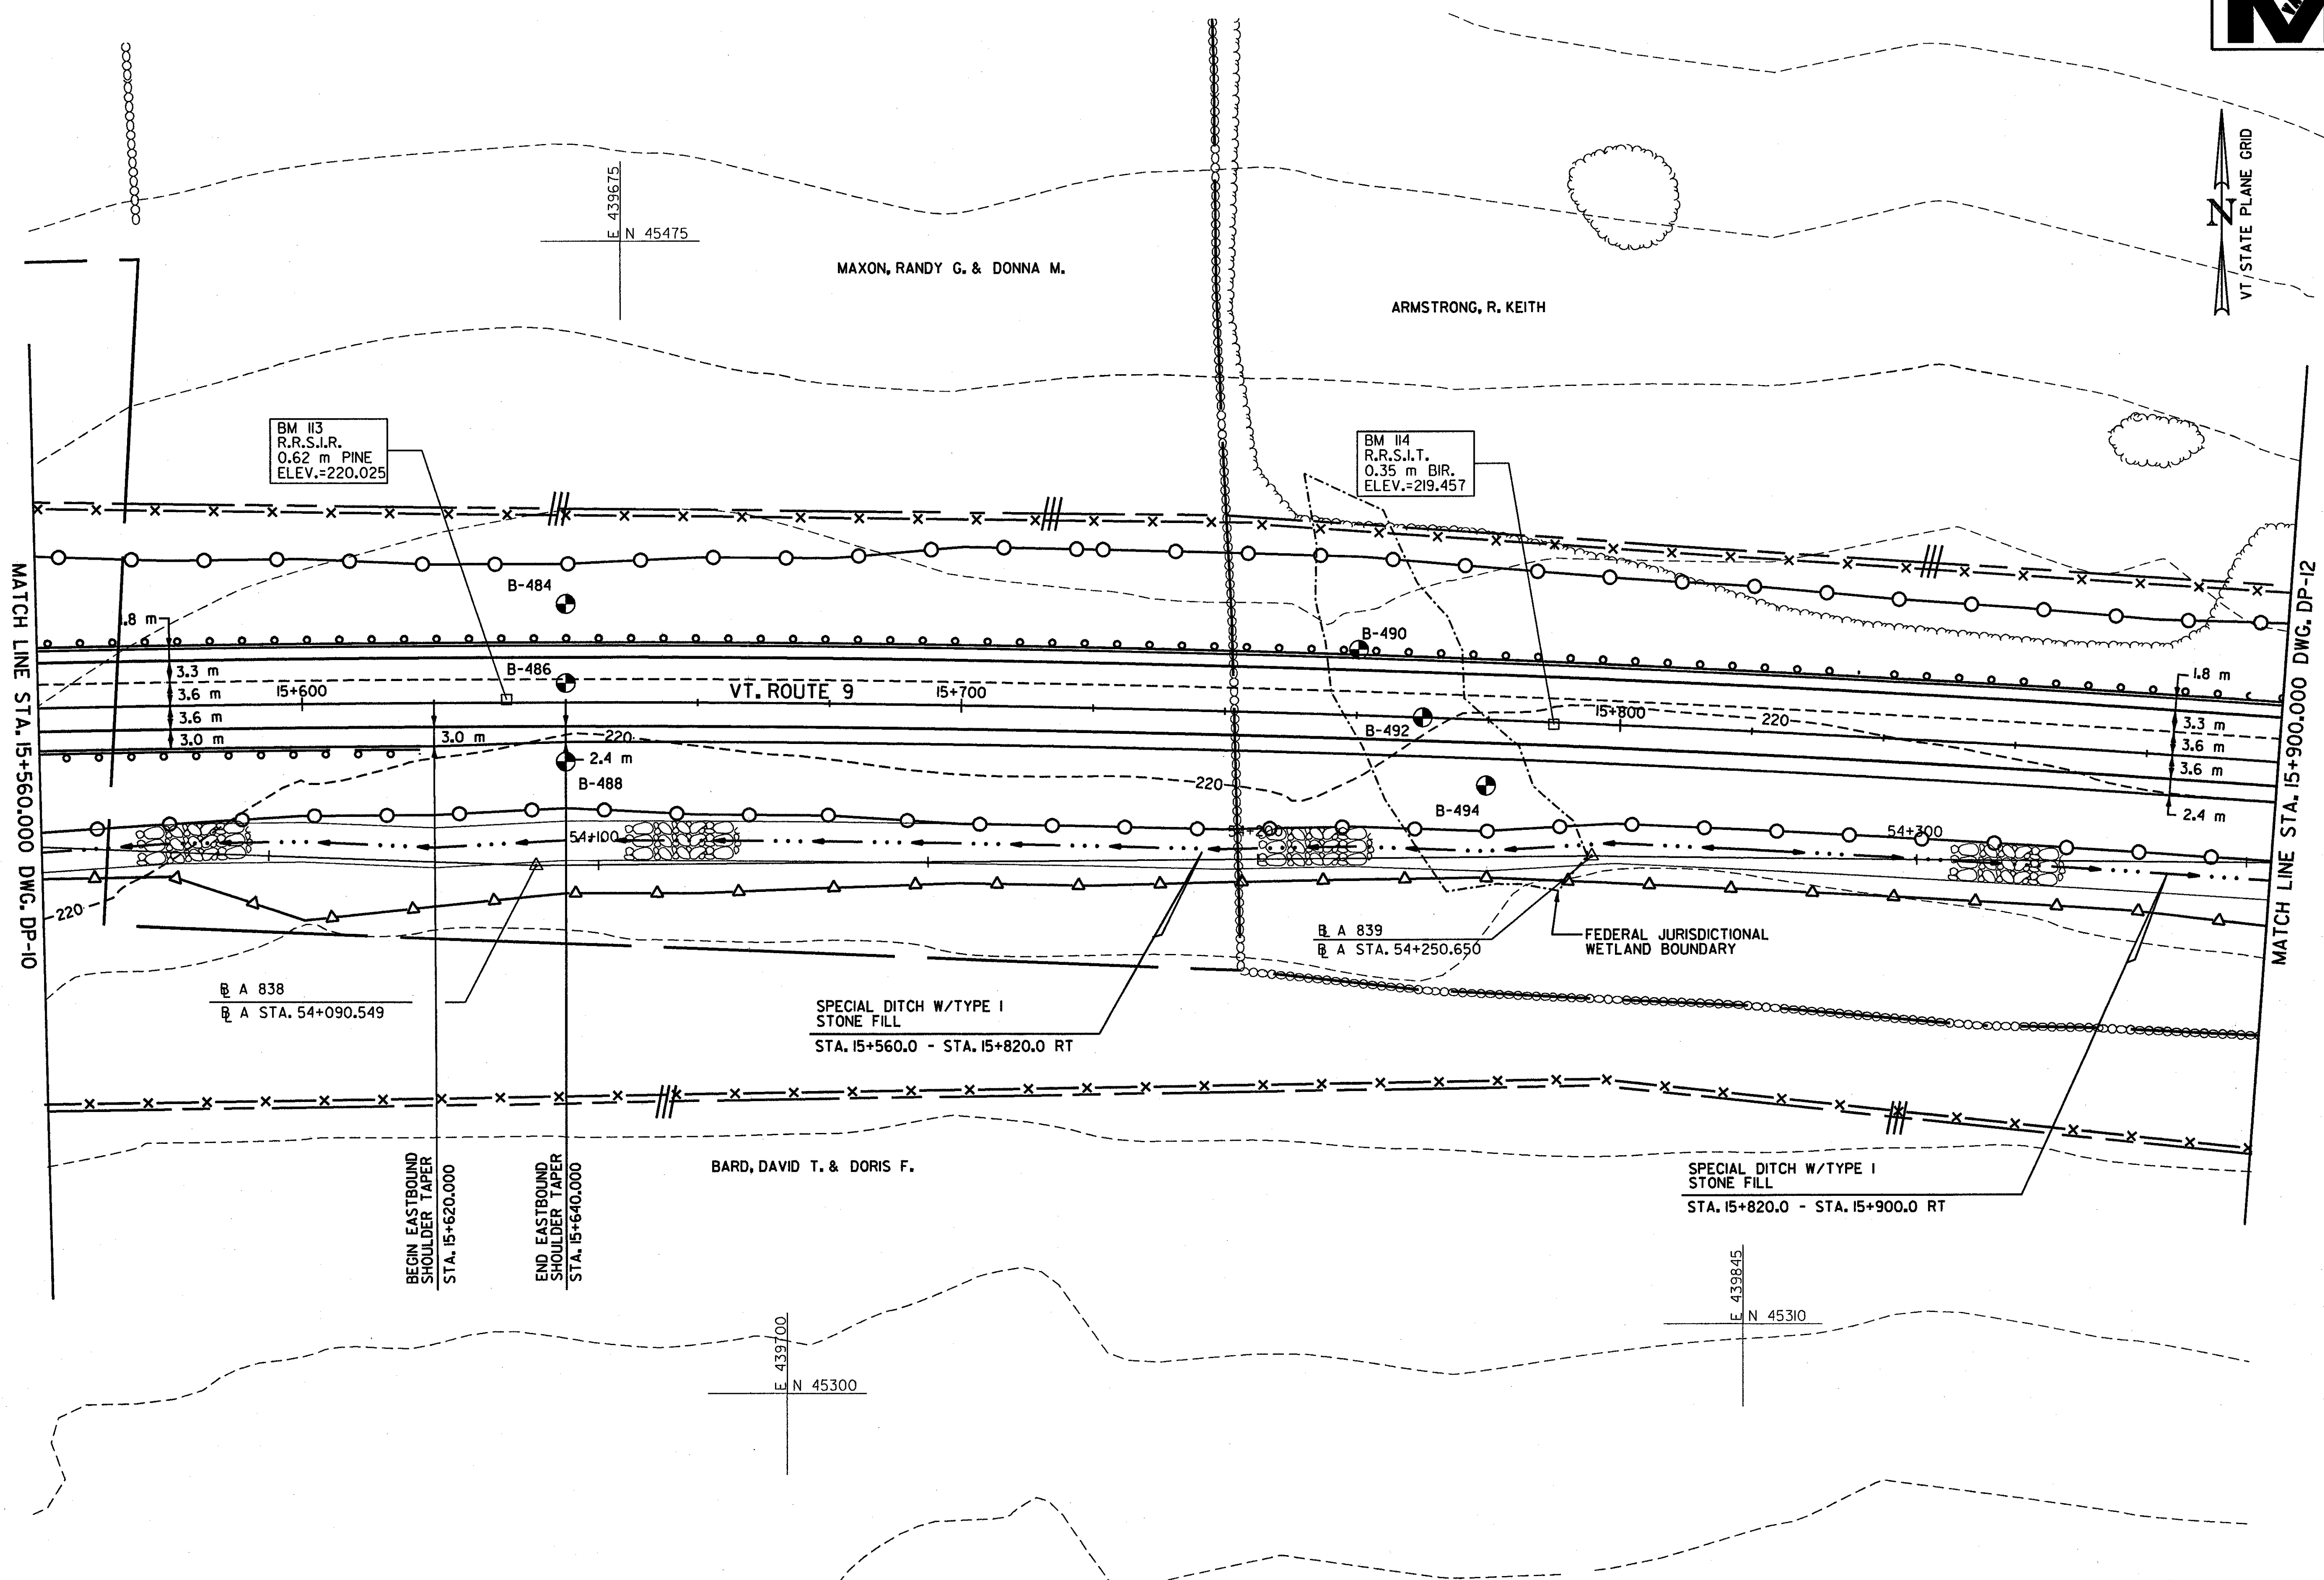 VT STATE PLANE GRID
N
E 439675
N 45475
MAXON, RANDY G. & DONNA M.
ARMSTRONG, R. KEITH
BM 113
R.R.S.I.R.
0.62 m PINE
ELEV.=220.025
BM 114
R.R.S.I.T.
0.35 m BIR.
ELEV.=219.457
MATCH LINE STA. 15+560.000 DWG. DP-10
MATCH LINE STA. 15+900.000 DWG. DP-12
B-484
B-490
1.8 m
3.3 m
3.6 m
3.6 m
3.0 m
15+600
B-486
VT. ROUTE 9
15+700
B-492
15+800
220
1.8 m
3.3 m
3.6 m
3.6 m
2.4 m
3.0 m
220
2.4 m
B-488
220
B-494
54+100
54+200
54+300
220
℄ A 839
℄ A STA. 54+250.650
FEDERAL JURISDICTIONAL
WETLAND BOUNDARY
℄ A 838
℄ A STA. 54+090.549
SPECIAL DITCH W/TYPE I
STONE FILL
STA. 15+560.0 - STA. 15+820.0 RT
BARD, DAVID T. & DORIS F.
SPECIAL DITCH W/TYPE I
STONE FILL
STA. 15+820.0 - STA. 15+900.0 RT
BEGIN EASTBOUND
SHOULDER TAPER
STA. 15+620.000
END EASTBOUND
SHOULDER TAPER
STA. 15+640.000
E 439700
N 45300
E 439845
N 45310